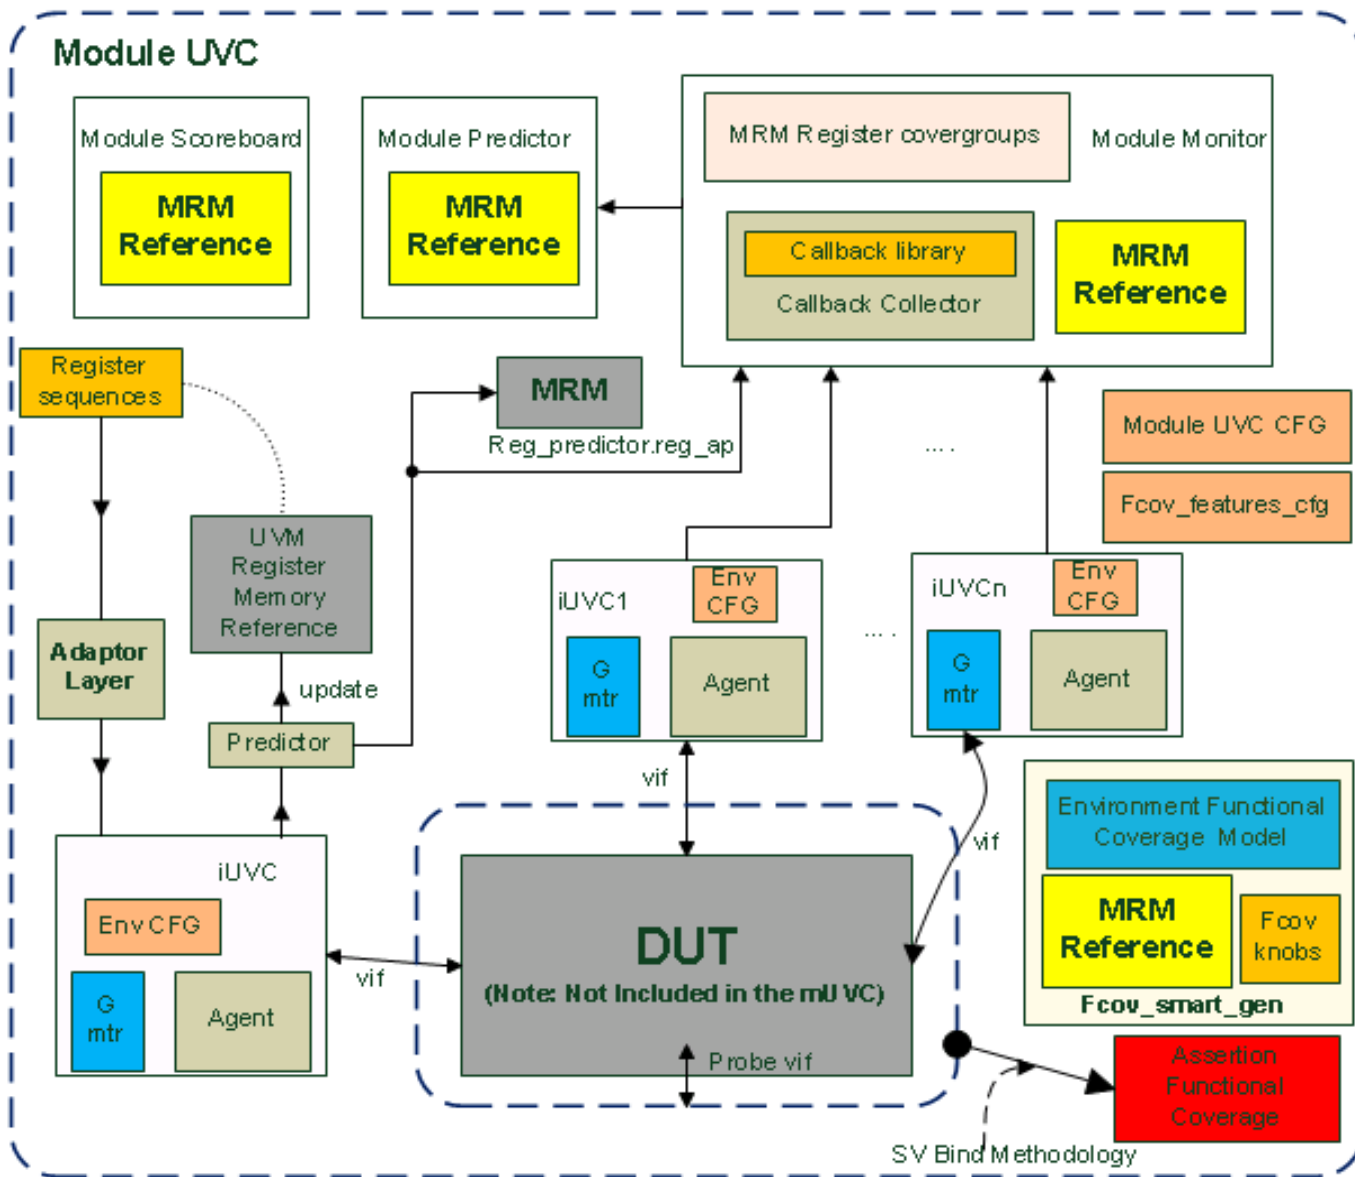 Module UVC
Module Scoreboard
MRM
Reference
Module Predictor
MRM
Reference
MRM Register covergroups
Module Monitor
Callback library
Callback Collector
MRM
Reference
Register
sequences
MRM
Reg_predictor.reg_ap
....
Module UVC CFG
Fcov_features_cfg
UVM
Register
Memory
Reference
Adaptor
Layer
update
Predictor
iUVC1
Env
CFG
G
mtr
Agent
....
iUVCn
Env
CFG
G
mtr
Agent
vif
vif
iUVC
Env CFG
G
mtr
Agent
vif
DUT
(Note: Not Included in the mUVC)
Probe vif
Environment Functional
Coverage Model
MRM
Reference
Fcov
knobs
Fcov_smart_gen
Assertion
Functional
Coverage
SV Bind Methodology